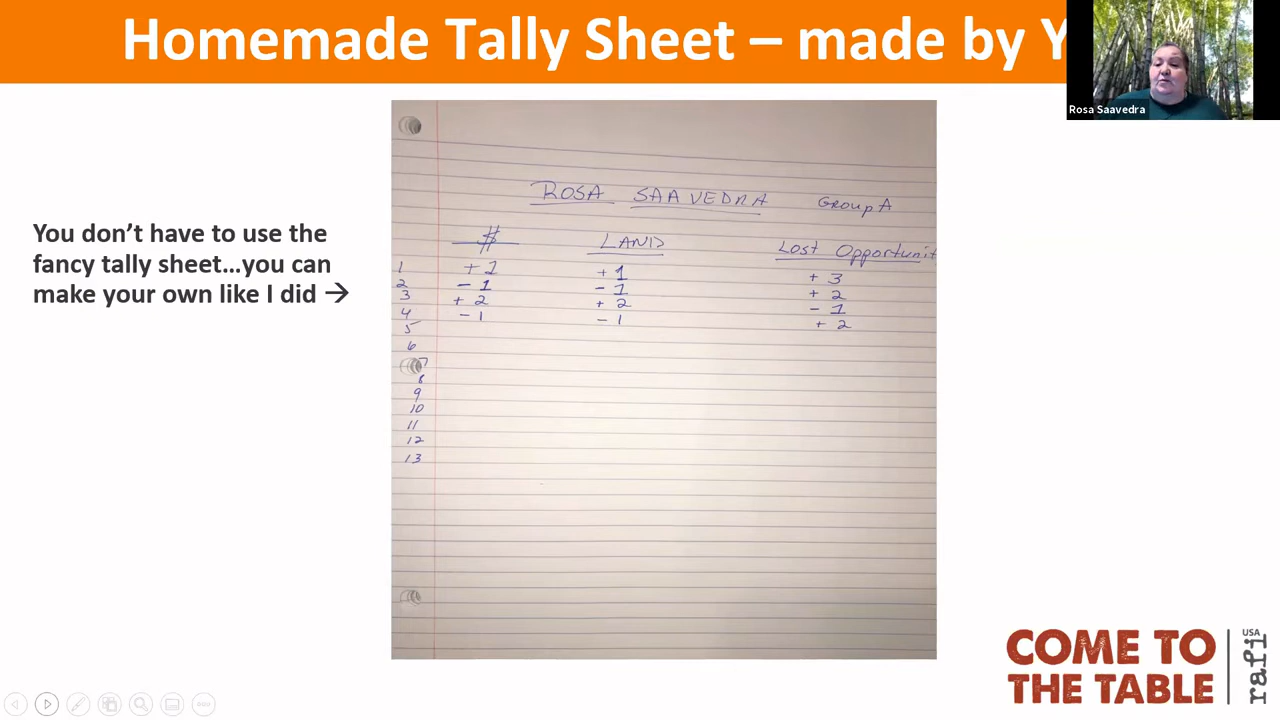 Homemade Tally Sheet – made by Y
Rosa Saavedra
You don't have to use the
fancy tally sheet...you can
make your own like I did →
ROSA SAAVEDRA Group A
$ LAND Lost Opportunit
1 +1 +1 +3
2 -1 -1 +2
3 +2 +2 -1
4 -1 -1 +2
5
6
7
8
9
10
11
12
13
COME TO
THE TABLE
rafi
USA